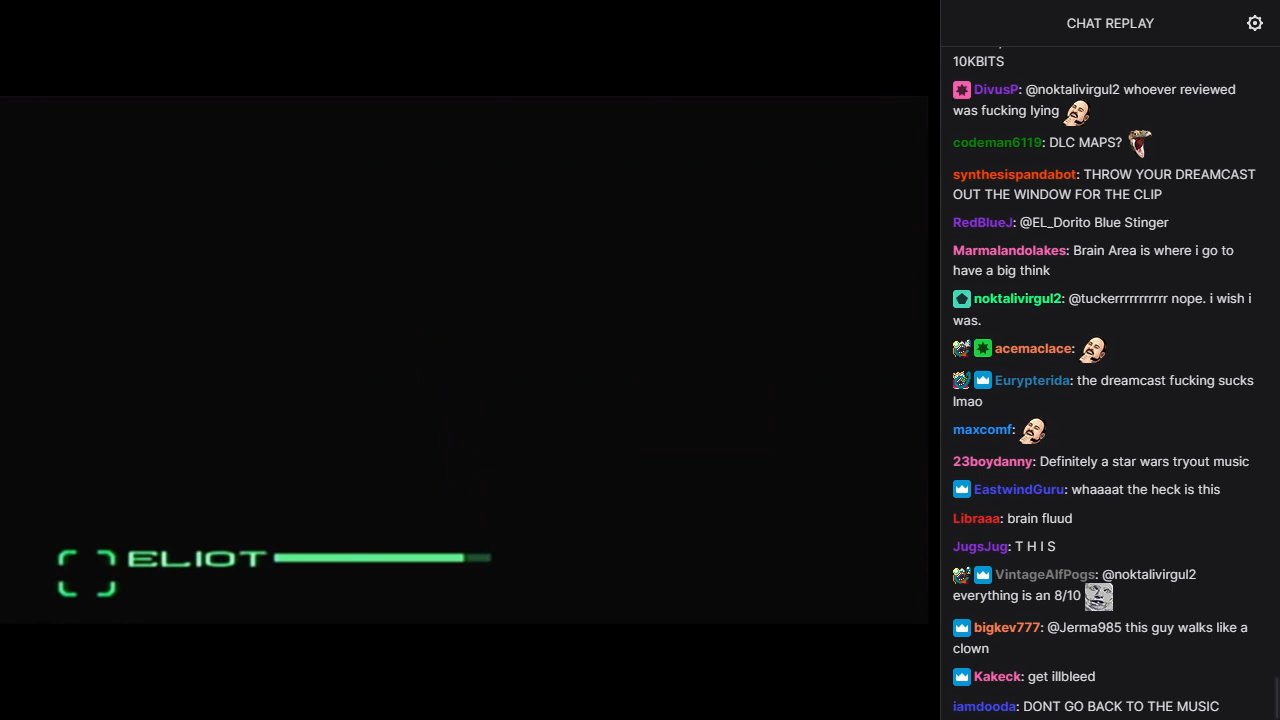 ELIOT
CHAT REPLAY
10KBITS
DivusP: @noktalivirgul2 whoever reviewed
was fucking lying
codeman6119: DLC MAPS?
synthesispandabot: THROW YOUR DREAMCAST
OUT THE WINDOW FOR THE CLIP
RedBlueJ: @EL_Dorito Blue Stinger
Marmalandolakes: Brain Area is where i go to
have a big think
noktalivirgul2: @tuckerrrrrrrrrr nope. i wish i
was.
acemaclace:
Eurypterida: the dreamcast fucking sucks
lmao
maxcomf:
23boydanny: Definitely a star wars tryout music
EastwindGuru: whaaaat the heck is this
Libraaa: brain fluud
JugsJug: T H I S
VintageAlfPogs: @noktalivirgul2
everything is an 8/10
bigkev777: @Jerma985 this guy walks like a
clown
Kakeck: get illbleed
iamdooda: DONT GO BACK TO THE MUSIC